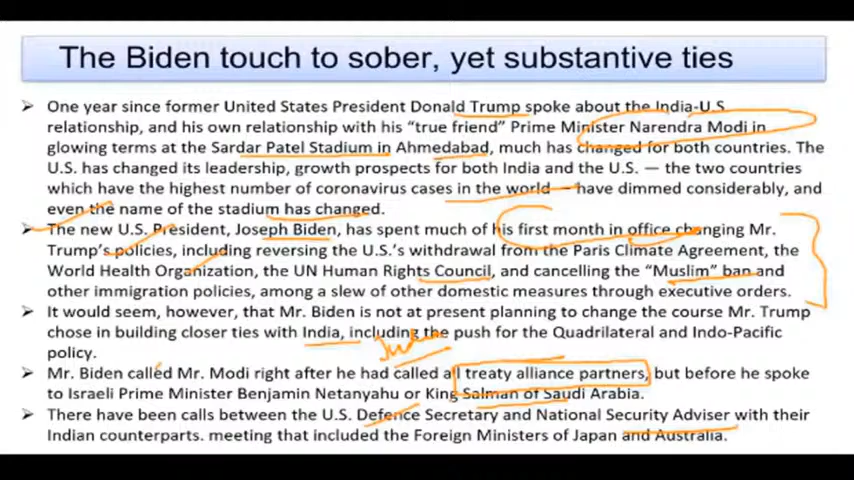 The Biden touch to sober, yet substantive ties
One year since former United States President Donald Trump spoke about the India-U.S.
relationship, and his own relationship with his “true friend” Prime Minister Narendra Modi in
glowing terms at the Sardar Patel Stadium in Ahmedabad, much has changed for both countries. The
U.S. has changed its leadership, growth prospects for both India and the U.S. — the two countries
which have the highest number of coronavirus cases in the world — have dimmed considerably, and
even the name of the stadium has changed.
The new U.S. President, Joseph Biden, has spent much of his first month in office changing Mr.
Trump’s policies, including reversing the U.S.’s withdrawal from the Paris Climate Agreement, the
World Health Organization, the UN Human Rights Council, and cancelling the “Muslim” ban and
other immigration policies, among a slew of other domestic measures through executive orders.
It would seem, however, that Mr. Biden is not at present planning to change the course Mr. Trump
chose in building closer ties with India, including the push for the Quadrilateral and Indo-Pacific
policy.
Mr. Biden called Mr. Modi right after he had called all treaty alliance partners, but before he spoke
to Israeli Prime Minister Benjamin Netanyahu or King Salman of Saudi Arabia.
There have been calls between the U.S. Defence Secretary and National Security Adviser with their
Indian counterparts. meeting that included the Foreign Ministers of Japan and Australia.